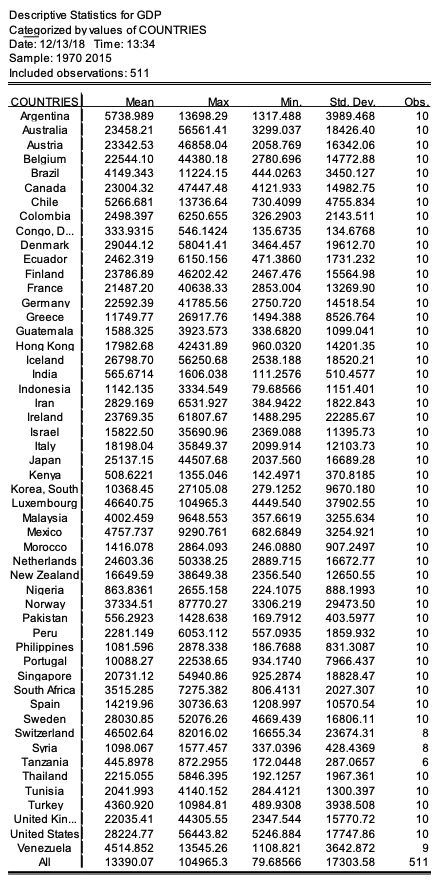 Descriptive Statistics for GDP
Categorized by values of COUNTRIES
Date: 12/13/18 Time: 13:34
Sample: 1970 2015
Included observations: 511
COUNTRIES Mean Max Min. Std. Dev. Obs.
Argentina 5738.989 13698.29 1317.488 3989.468 10
Australia 23458.21 56561.41 3299.037 18426.40 10
Austria 23342.53 46858.04 2058.769 16342.06 10
Belgium 22544.10 44380.18 2780.696 14772.88 10
Brazil 4149.343 11224.15 444.0263 3450.127 10
Canada 23004.32 47447.48 4121.933 14982.75 10
Chile 5266.681 13736.64 730.4099 4755.834 10
Colombia 2498.397 6250.655 326.2903 2143.511 10
Congo, D... 333.9315 546.1424 135.6735 134.6768 10
Denmark 29044.12 58041.41 3464.457 19612.70 10
Ecuador 2462.319 6150.156 471.3860 1731.232 10
Finland 23786.89 46202.42 2467.476 15564.98 10
France 21487.20 40638.33 2853.004 13269.90 10
Germany 22592.39 41785.56 2750.720 14518.54 10
Greece 11749.77 26917.76 1494.388 8526.764 10
Guatemala 1588.325 3923.573 338.6820 1099.041 10
Hong Kong 17982.68 42431.89 960.0320 14201.35 10
Iceland 26798.70 56250.68 2538.188 18520.21 10
India 565.6714 1606.038 111.2576 510.4577 10
Indonesia 1142.135 3334.549 79.68566 1151.401 10
Iran 2829.169 6531.927 384.9422 1822.843 10
Ireland 23769.35 61807.67 1488.295 22285.67 10
Israel 15822.50 35690.96 2369.088 11395.73 10
Italy 18198.04 35849.37 2099.914 12103.73 10
Japan 25137.15 44507.68 2037.560 16689.28 10
Kenya 508.6221 1355.046 142.4971 370.8185 10
Korea, South 10368.45 27105.08 279.1252 9670.180 10
Luxembourg 46640.75 104965.3 4449.540 37902.55 10
Malaysia 4002.459 9648.553 357.6619 3255.634 10
Mexico 4757.737 9290.761 682.6849 3254.921 10
Morocco 1416.078 2864.093 246.0880 907.2497 10
Netherlands 24603.36 50338.25 2889.715 16672.77 10
New Zealand 16649.59 38649.38 2356.540 12650.55 10
Nigeria 863.8361 2655.158 224.1075 888.1993 10
Norway 37334.51 87770.27 3306.219 29473.50 10
Pakistan 556.2923 1428.638 169.7912 403.5977 10
Peru 2281.149 6053.112 557.0935 1859.932 10
Philippines 1081.596 2878.338 186.7688 831.3087 10
Portugal 10088.27 22538.65 934.1740 7966.437 10
Singapore 20731.12 54940.86 925.2874 18828.47 10
South Africa 3515.285 7275.382 806.4131 2027.307 10
Spain 14219.96 30736.63 1208.997 10570.54 10
Sweden 28030.85 52076.26 4669.439 16806.11 10
Switzerland 46502.64 82016.02 16655.34 23674.31 8
Syria 1098.067 1577.457 337.0396 428.4369 8
Tanzania 445.8978 872.2955 172.0448 287.0657 6
Thailand 2215.055 5846.395 192.1257 1967.361 10
Tunisia 2041.993 4140.152 284.4121 1300.397 10
Turkey 4360.920 10984.81 489.9308 3938.508 10
United Kin... 22035.41 44305.55 2347.544 15770.72 10
United States 28224.77 56443.82 5246.884 17747.86 10
Venezuela 4514.852 13545.26 1108.821 3642.872 9
All 13390.07 104965.3 79.68566 17303.58 511